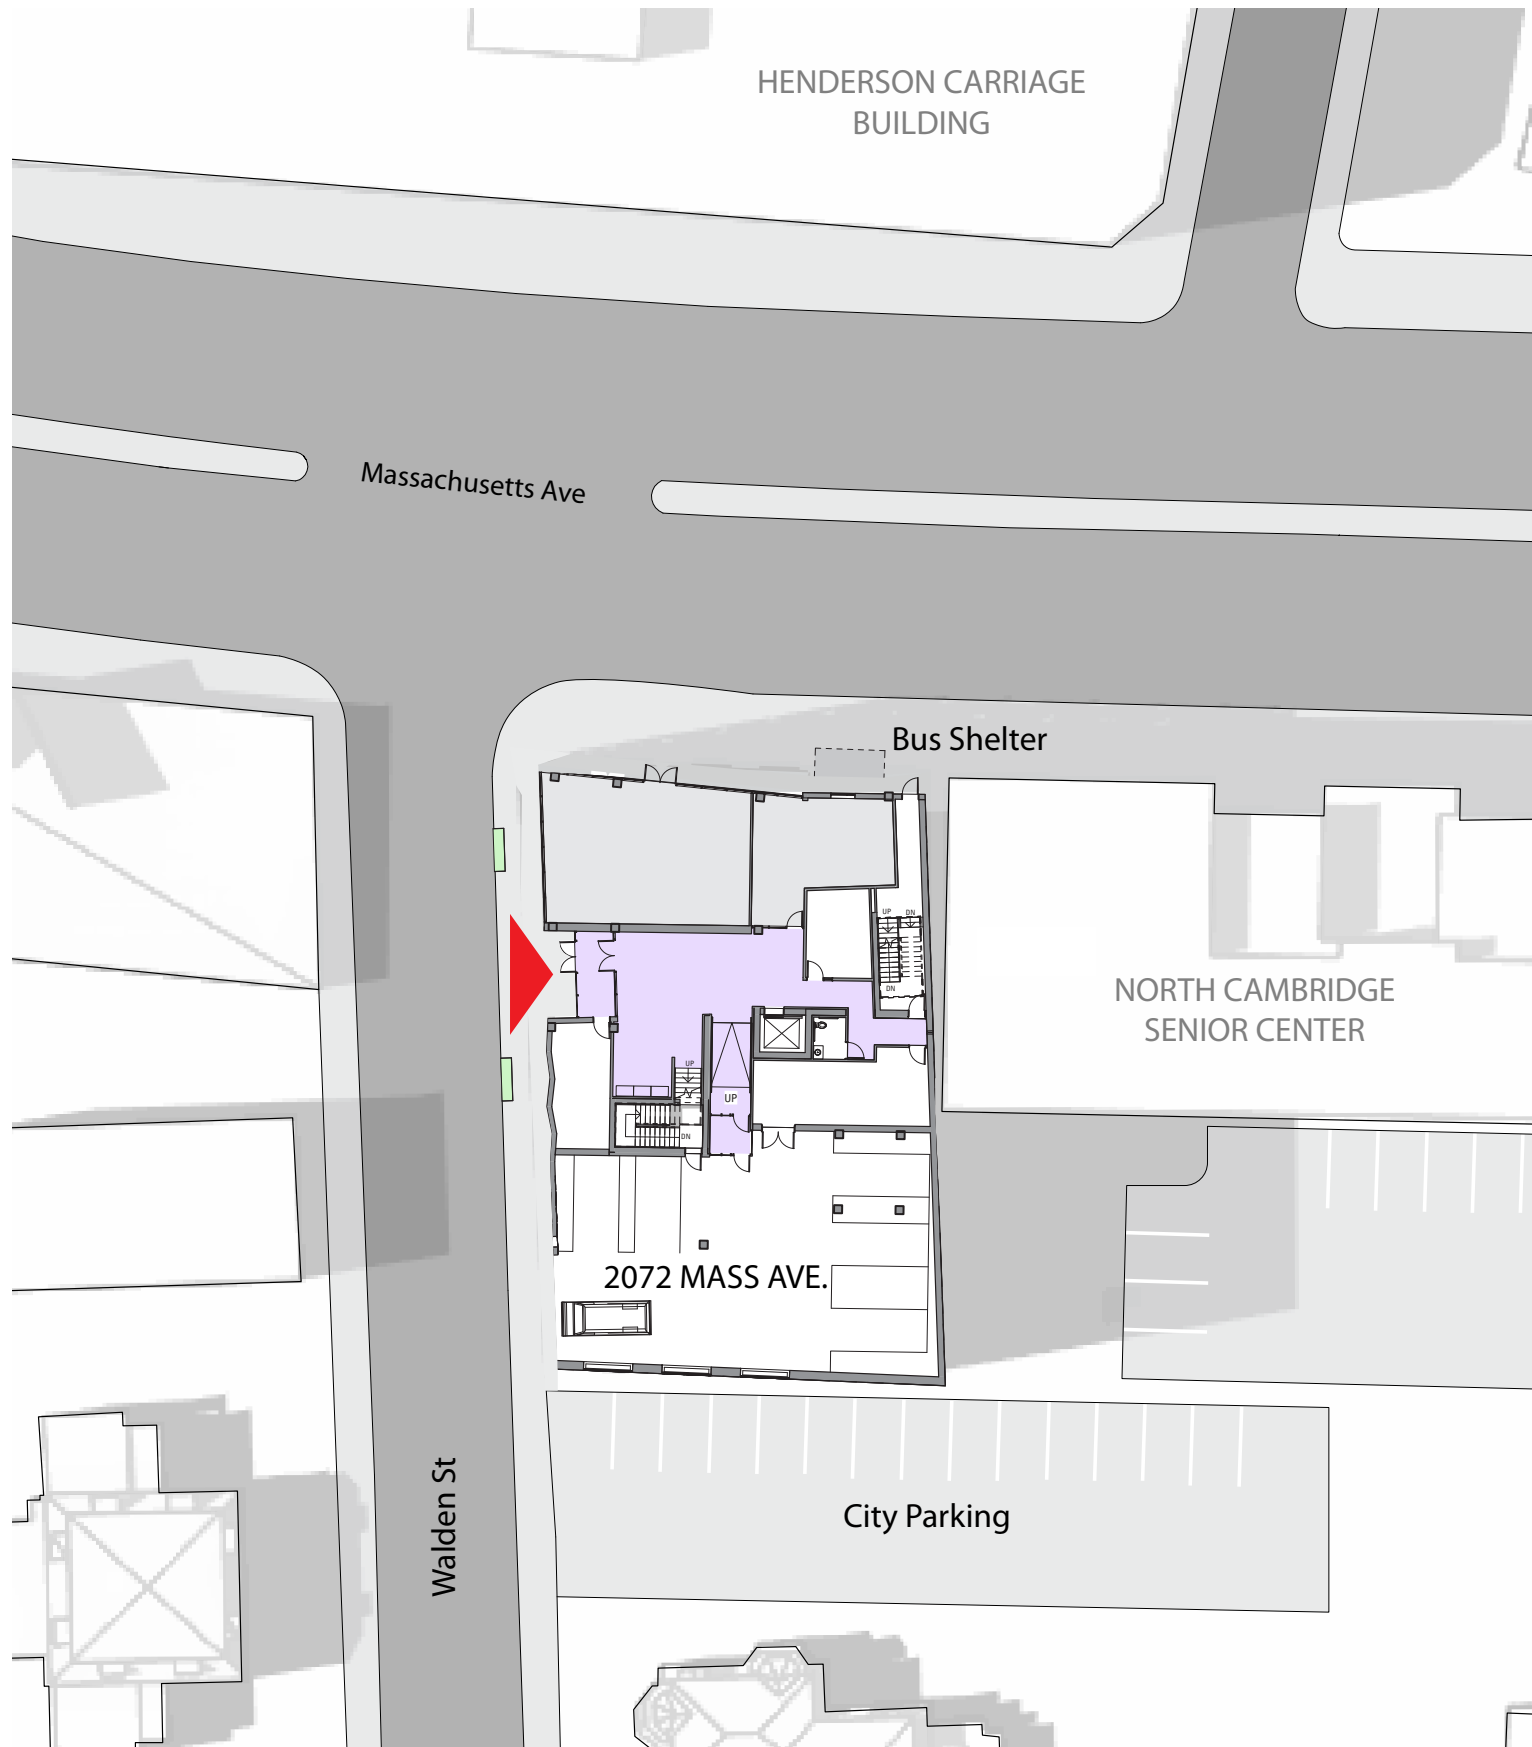 HENDERSON CARRIAGE
BUILDING
Massachusetts Ave
Bus Shelter
UP
DN
DN
NORTH CAMBRIDGE
SENIOR CENTER
UP
UP
DN
2072 MASS AVE.
Walden St
City Parking